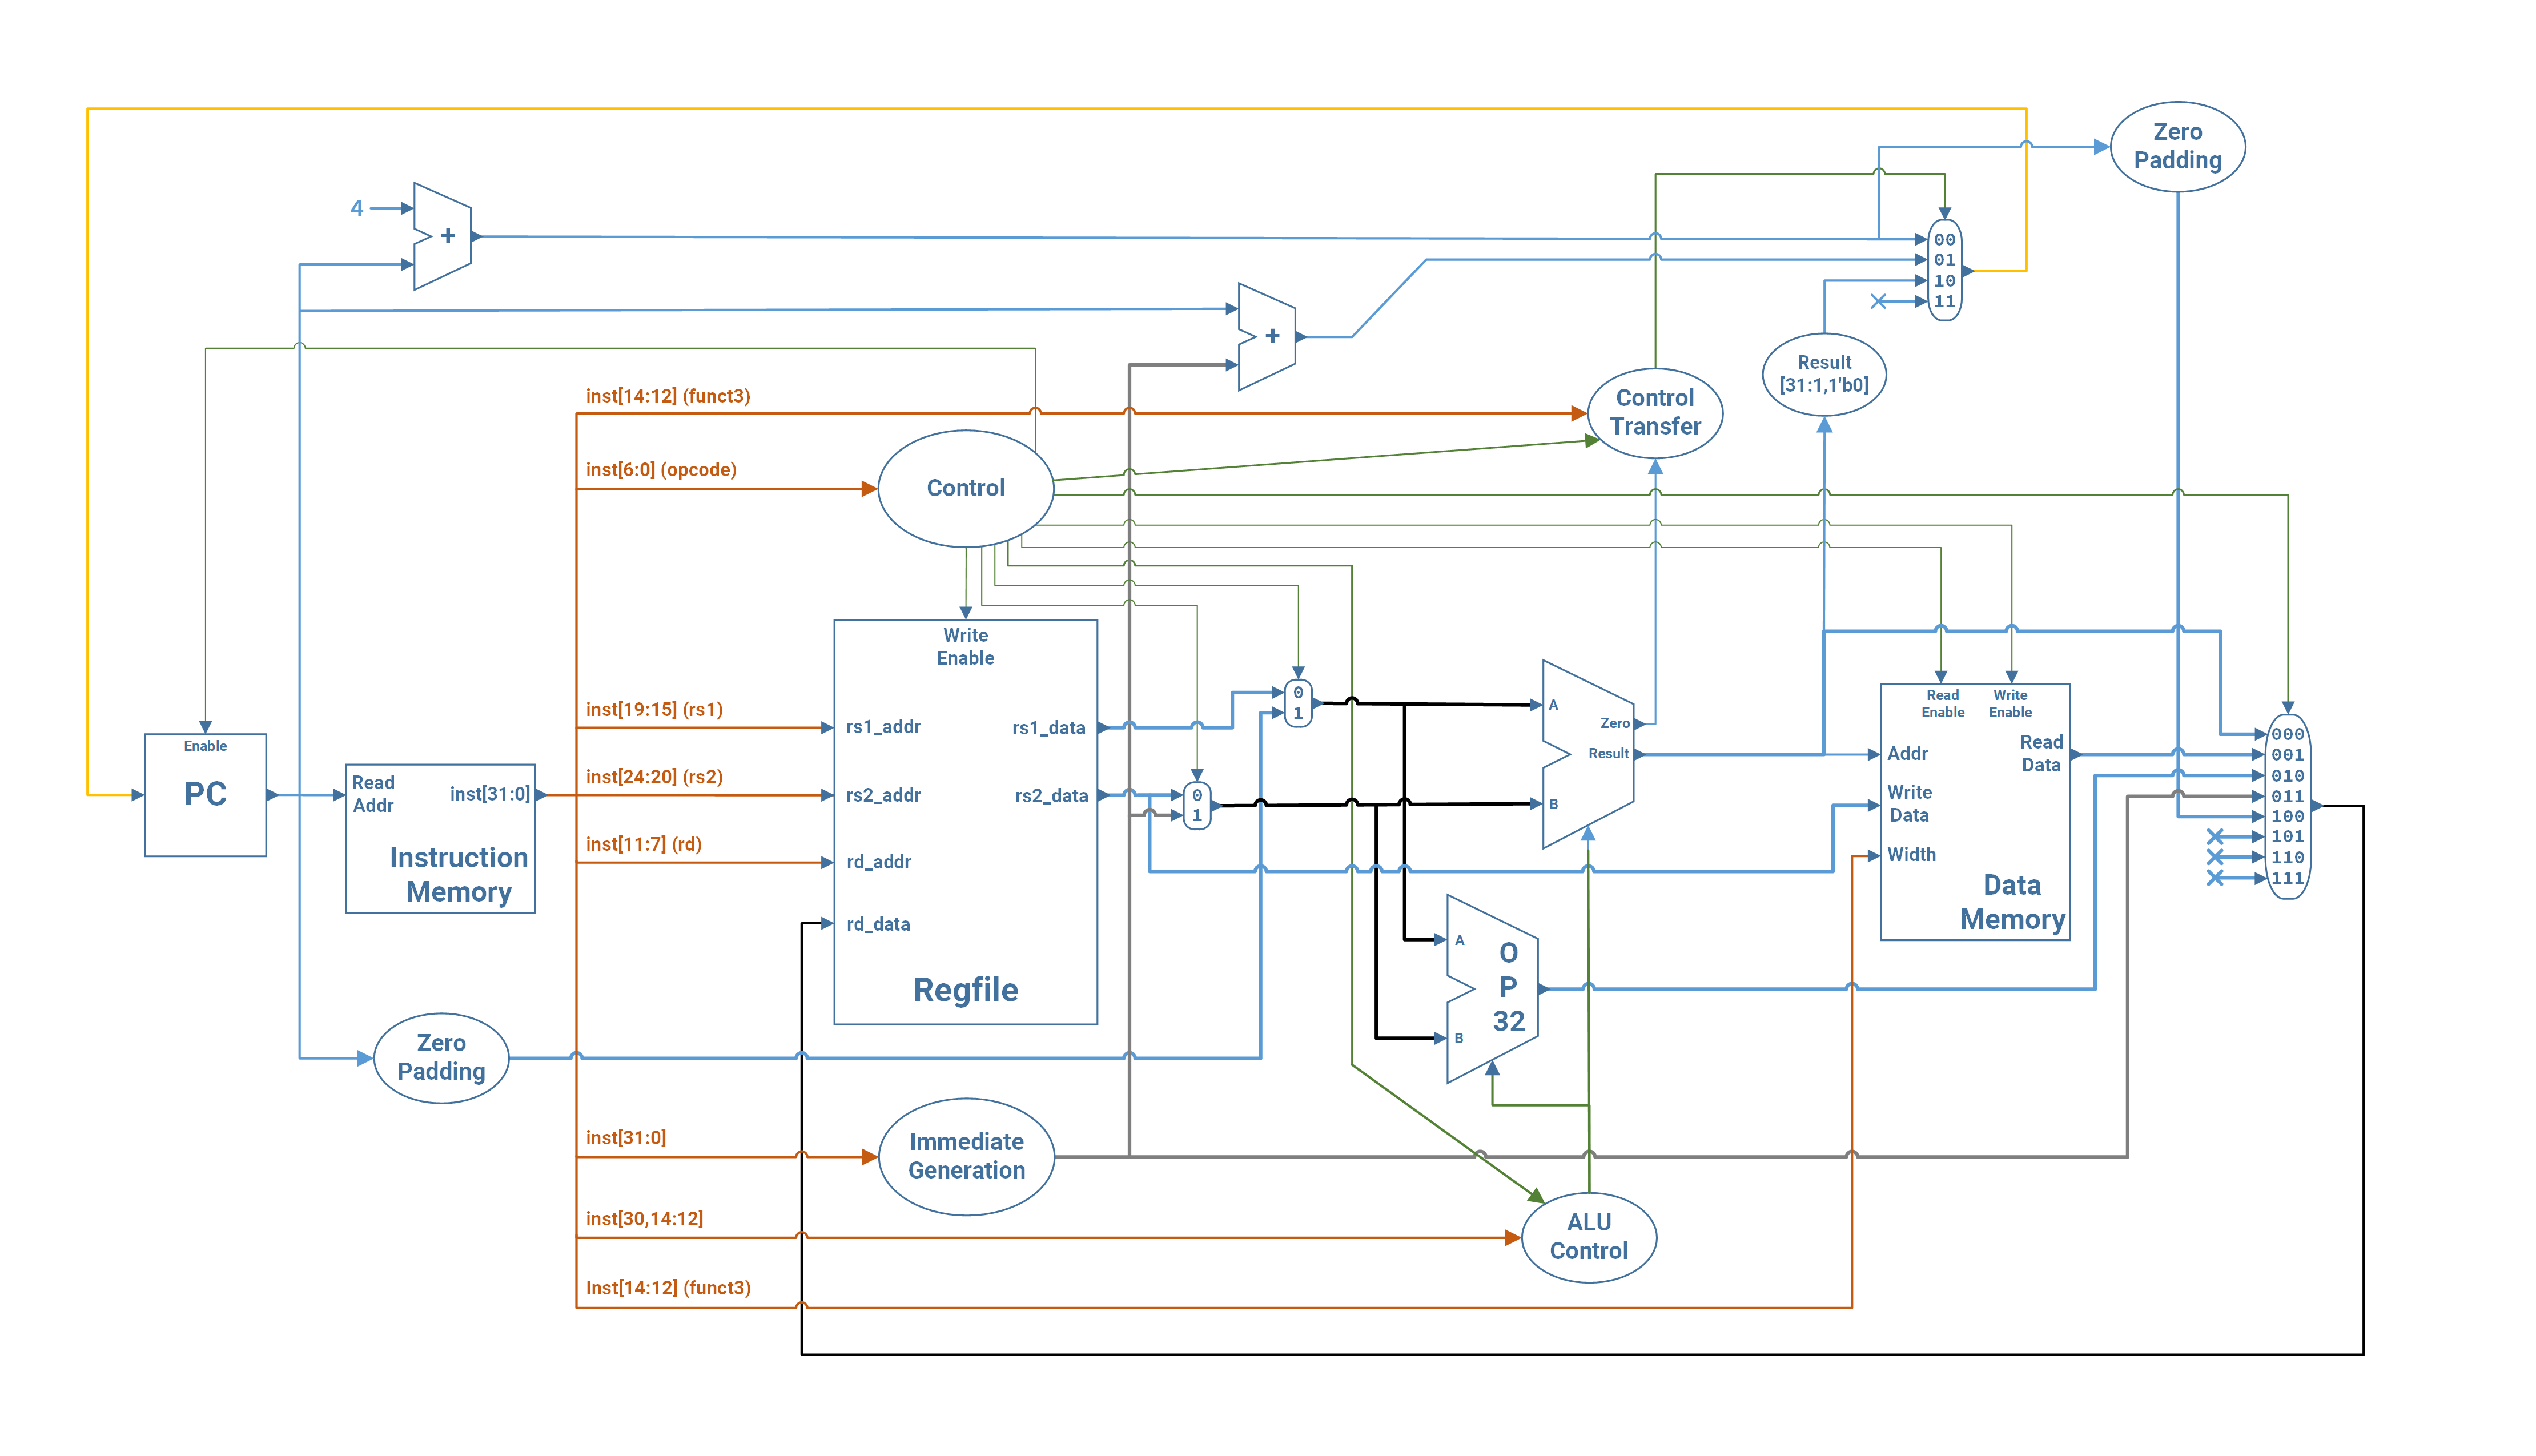 Zero
Padding
4
+
00
01
10
11
+
Result
[31:1,1'b0]
inst[14:12] (funct3)
Control
Transfer
inst[6:0] (opcode)
Control
Write
Enable
inst[19:15] (rs1)
rs1_addr
rs1_data
inst[24:20] (rs2)
rs2_addr
rs2_data
inst[11:7] (rd)
rd_addr
rd_data
Regfile
0
1
0
1
A
Zero
Result
B
Read
Enable
Write
Enable
Addr
Read
Data
Write
Data
Width
Data
Memory
000
001
010
011
100
101
110
111
Enable
PC
Read
Addr
inst[31:0]
Instruction
Memory
A
O
P
32
B
Zero
Padding
inst[31:0]
Immediate
Generation
inst[30,14:12]
ALU
Control
Inst[14:12] (funct3)